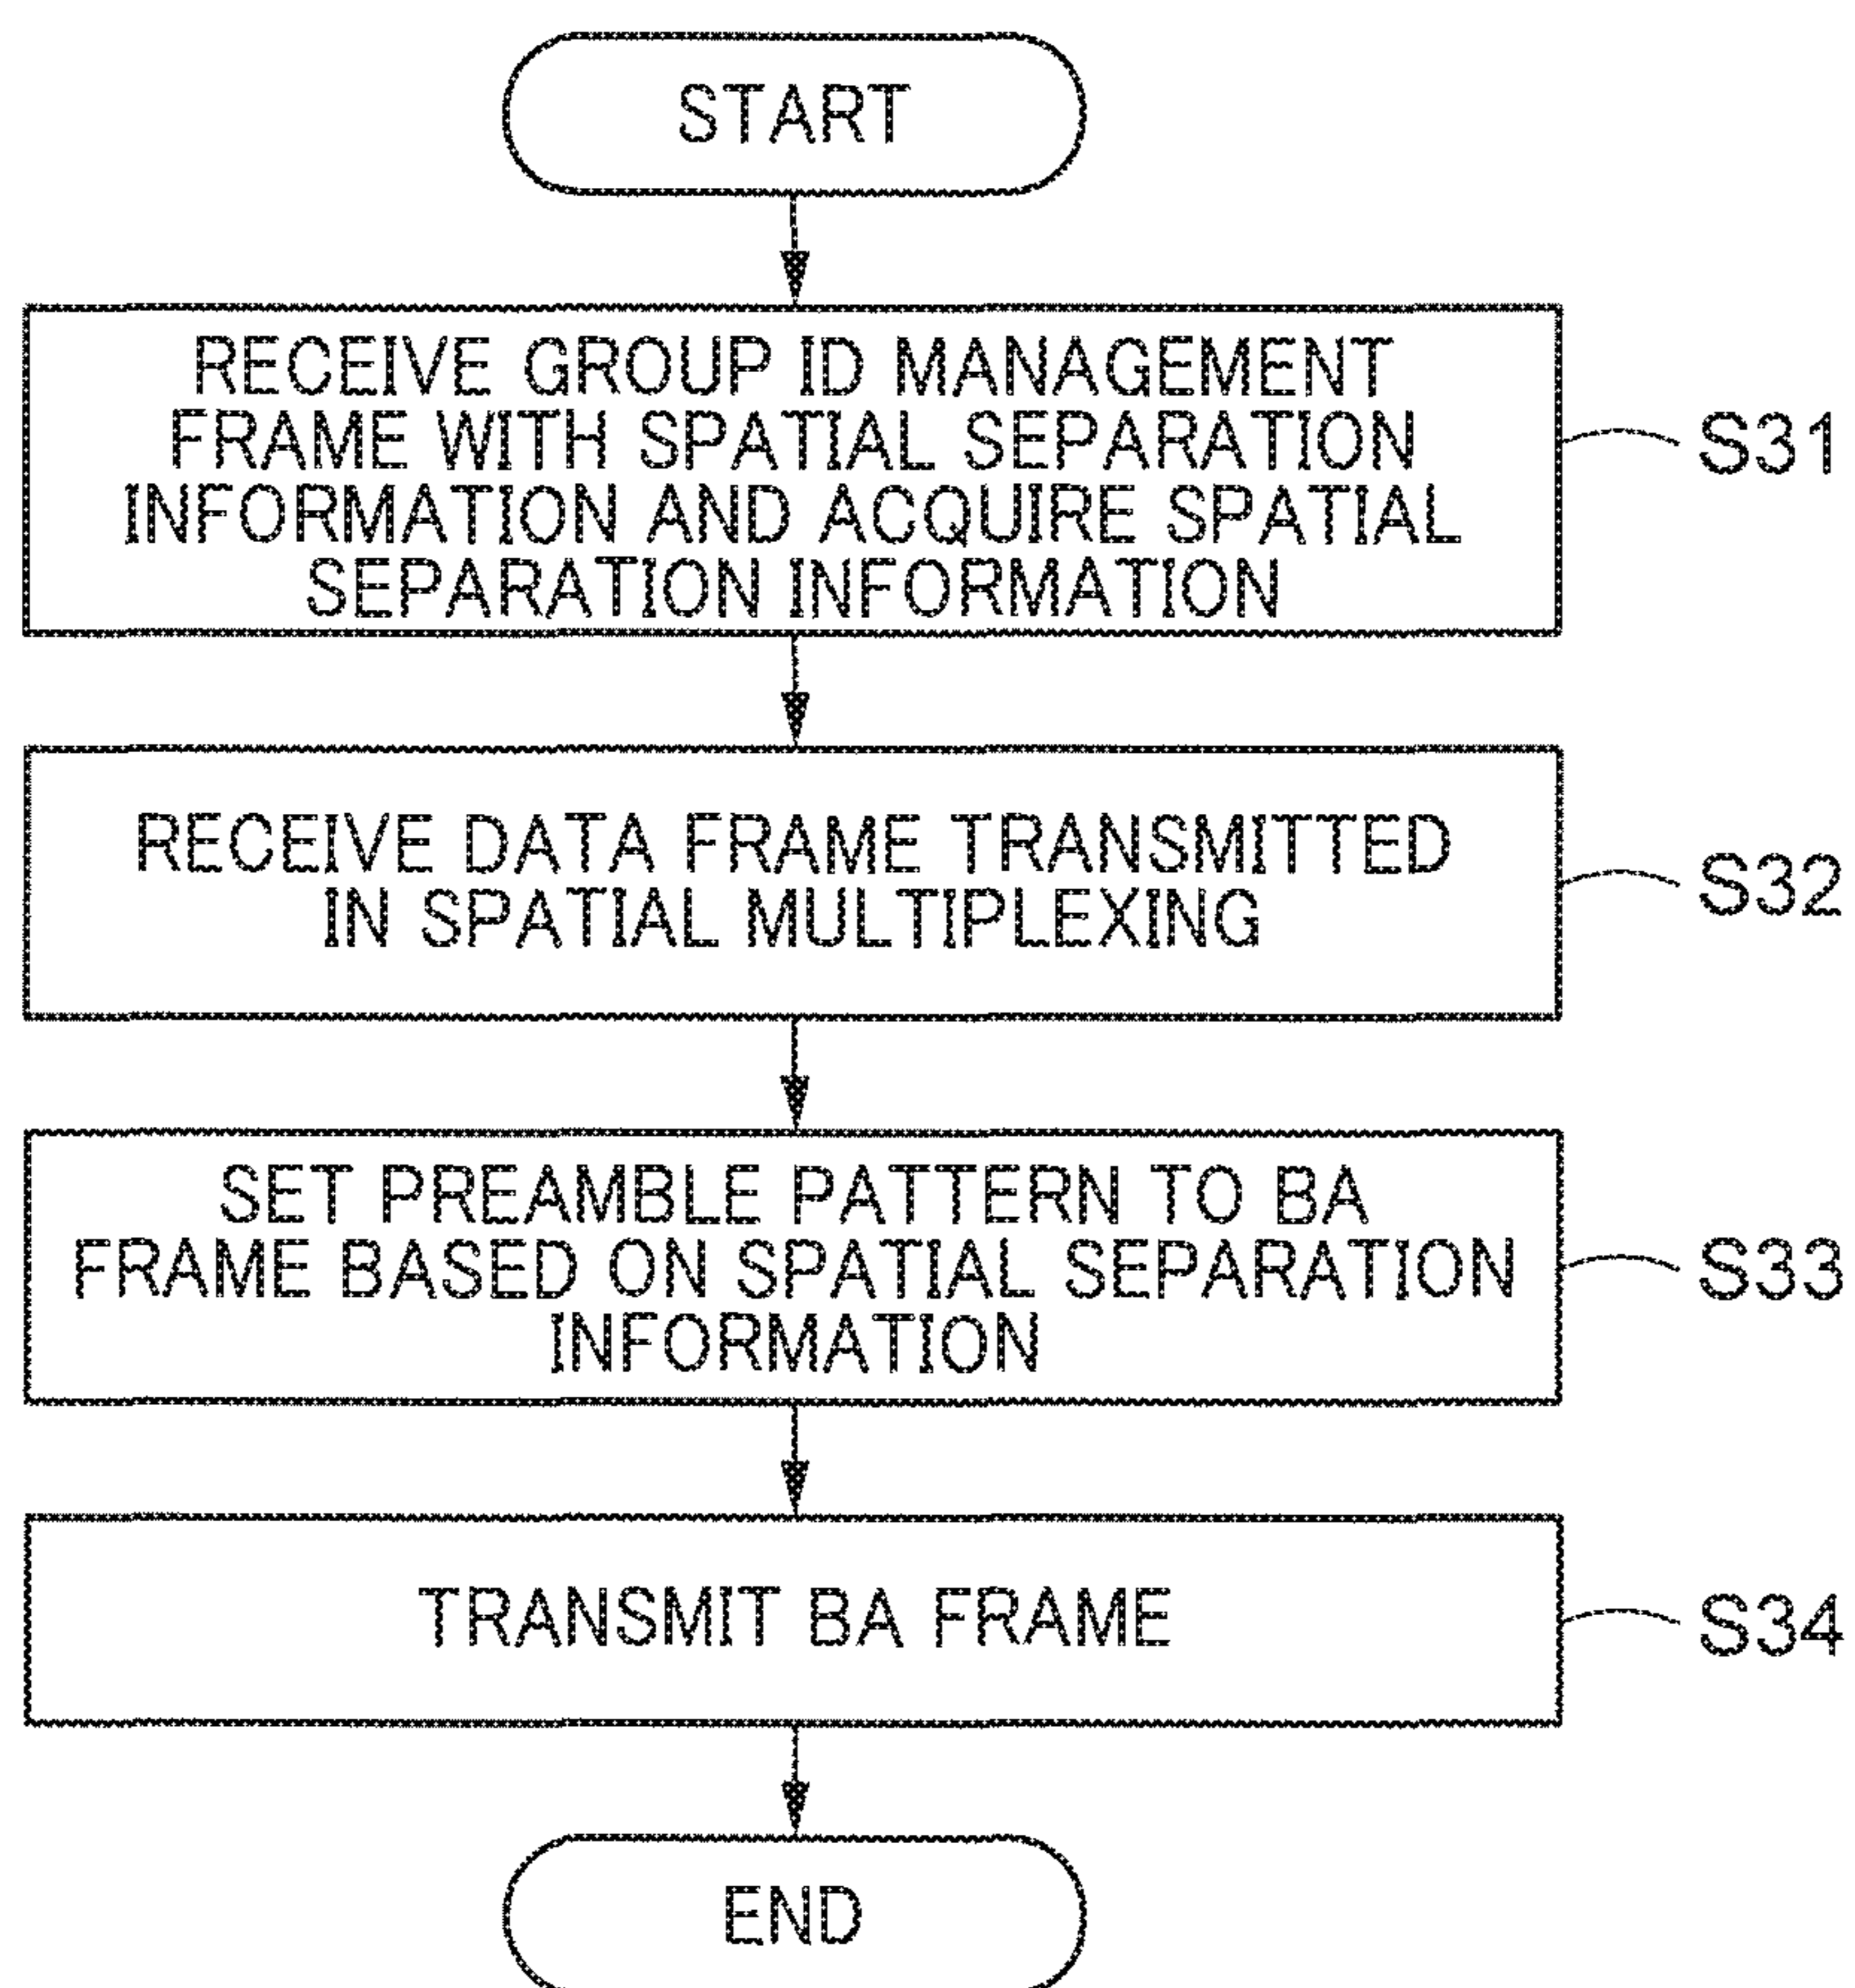 START
RECEIVE GROUP ID MANAGEMENT
FRAME WITH SPATIAL SEPARATION
INFORMATION AND ACQUIRE SPATIAL
SEPARATION INFORMATION
S31
RECEIVE DATA FRAME TRANSMITTED
IN SPATIAL MULTIPLEXING
S32
SET PREAMBLE PATTERN TO BA
FRAME BASED ON SPATIAL SEPARATION
INFORMATION
S33
TRANSMIT BA FRAME
S34
END